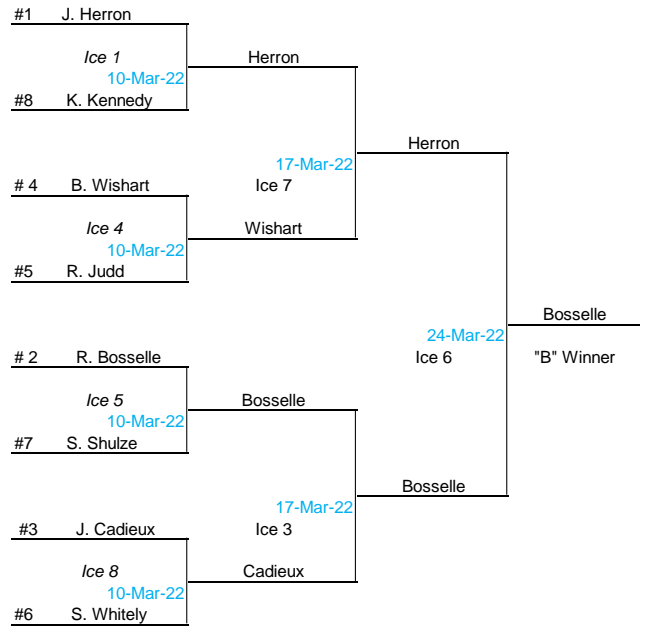 #1 J. Herron
Ice 1 Herron
10-Mar-22
#8 K. Kennedy
Herron
17-Mar-22
# 4 B. Wishart Ice 7
Ice 4 Wishart
10-Mar-22
#5 R. Judd
Bosselle
24-Mar-22
# 2 R. Bosselle Ice 6 "B" Winner
Ice 5 Bosselle
10-Mar-22
#7 S. Shulze
Bosselle
17-Mar-22
#3 J. Cadieux Ice 3
Ice 8 Cadieux
10-Mar-22
#6 S. Whitely